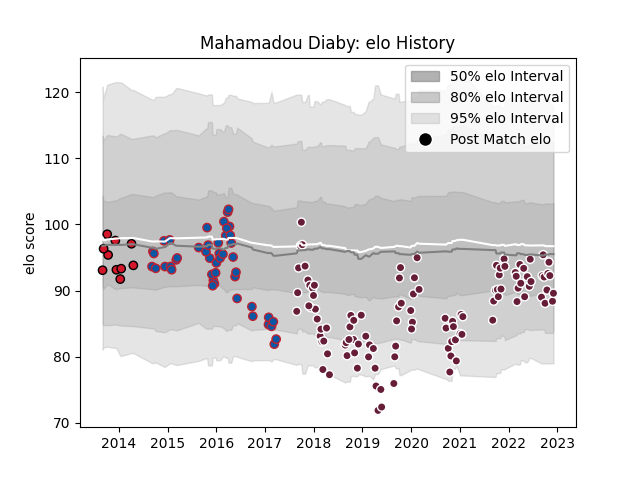 Mahamadou Diaby: elo History
50% elo Interval
80% elo Interval
95% elo Interval
Post Match elo
elo score
120
110
100
90
80
70
2014 2015 2016 2017 2018 2019 2020 2021 2022 2023